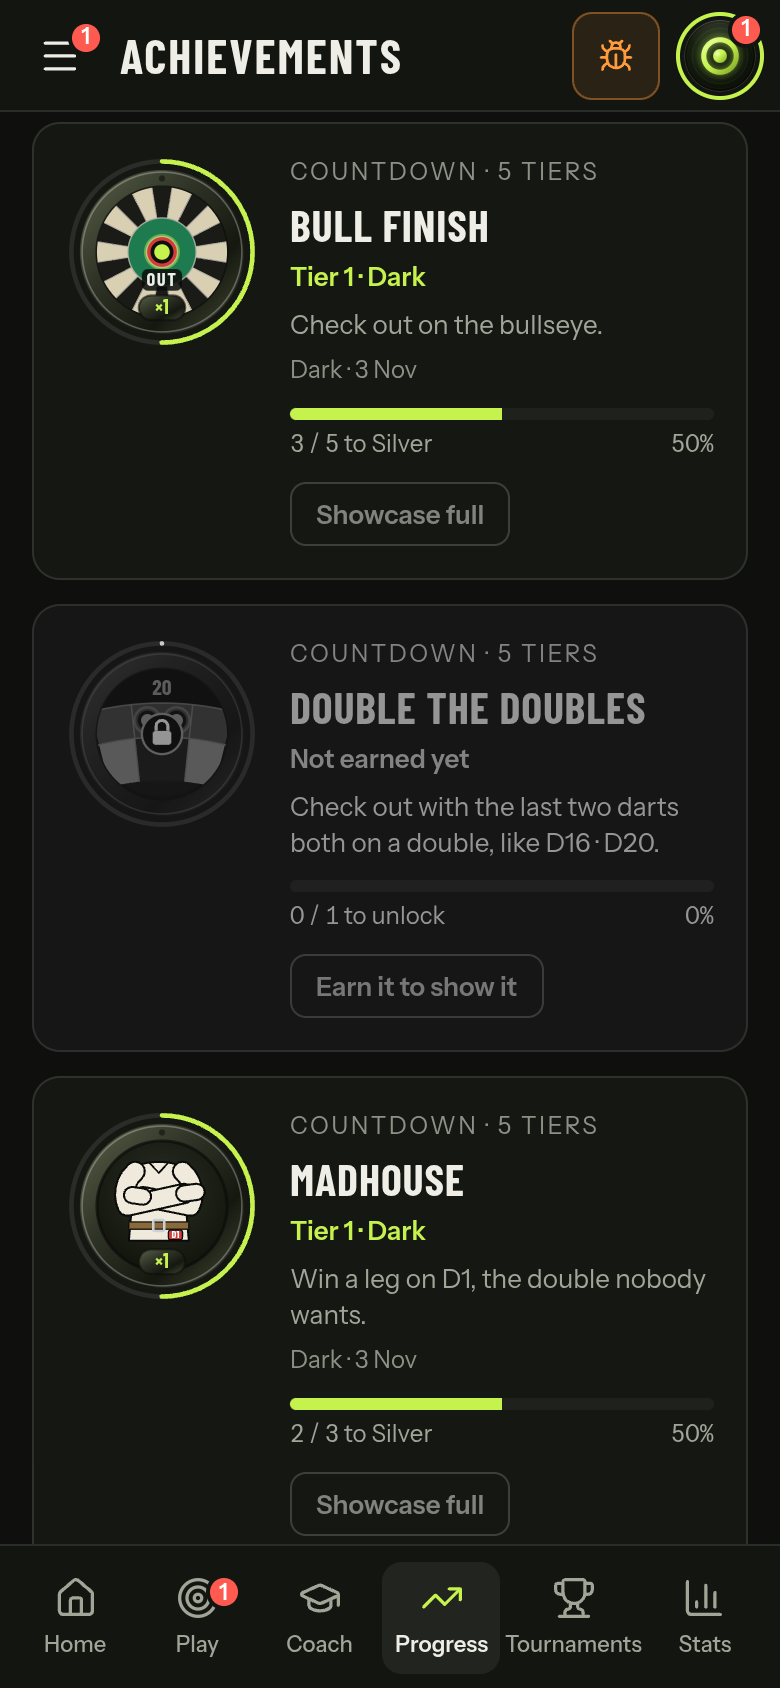 1
ACHIEVEMENTS
1
COUNTDOWN · 5 TIERS
BULL FINISH
Tier 1 · Dark
Check out on the bullseye.
Dark · 3 Nov
3 / 5 to Silver
50%
Showcase full
OUT
×1
COUNTDOWN · 5 TIERS
DOUBLE THE DOUBLES
Not earned yet
Check out with the last two darts
both on a double, like D16 · D20.
0 / 1 to unlock
0%
Earn it to show it
20
COUNTDOWN · 5 TIERS
MADHOUSE
Tier 1 · Dark
Win a leg on D1, the double nobody
wants.
Dark · 3 Nov
2 / 3 to Silver
50%
Showcase full
D1
×1
Home
Play
1
Coach
Progress
Tournaments
Stats